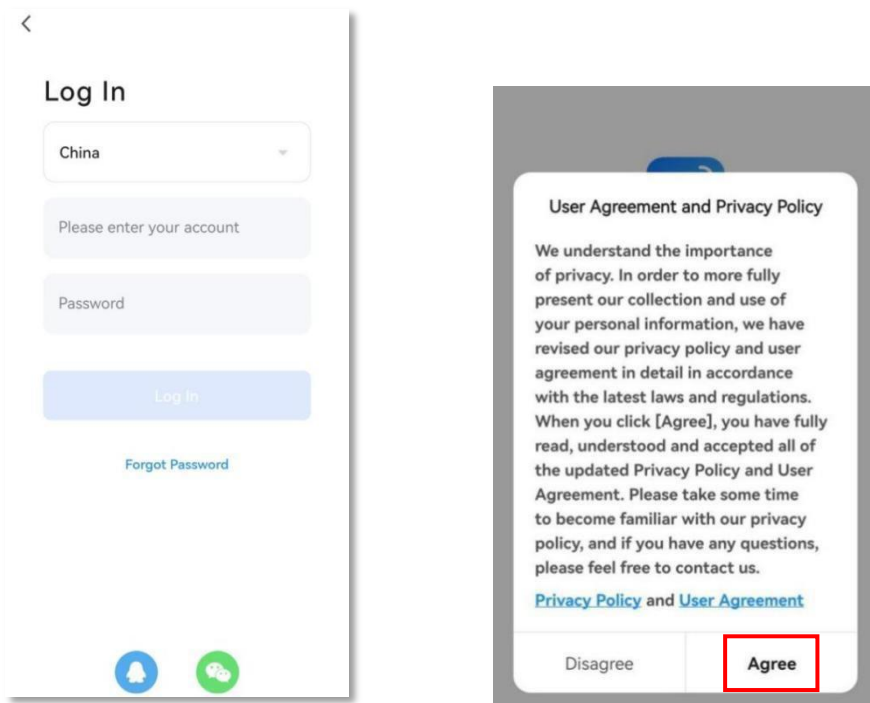 Log In
China
Please enter your account
Password
Log In
Forgot Password
User Agreement and Privacy Policy
We understand the importance
of privacy. In order to more fully
present our collection and use of
your personal information, we have
revised our privacy policy and user
agreement in detail in accordance
with the latest laws and regulations.
When you click [Agree], you have fully
read, understood and accepted all of
the updated Privacy Policy and User
Agreement. Please take some time
to become familiar with our privacy
policy, and if you have any questions,
please feel free to contact us.
Privacy Policy and User Agreement
Disagree
Agree